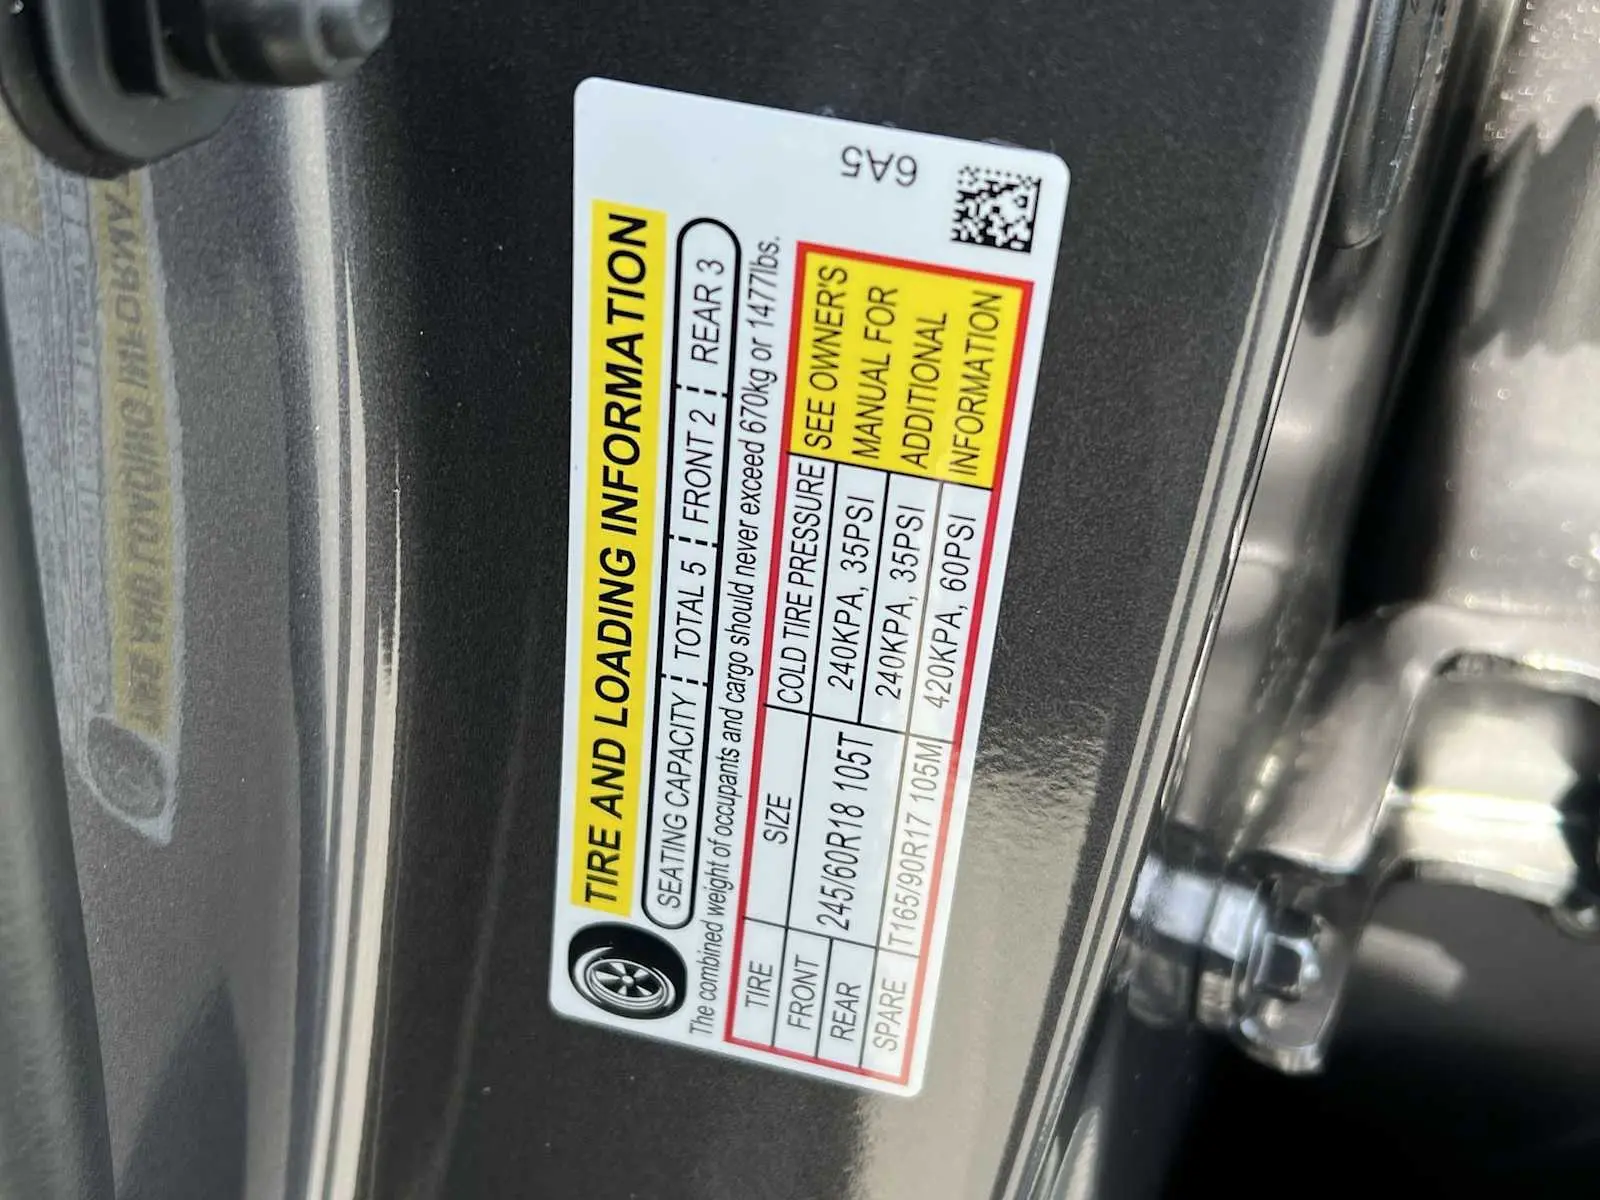 TIRE AND LOADING INFORMATION
SEATING CAPACITY TOTAL 5 FRONT 2 REAR 3
The combined weight of occupants and cargo should never exceed 670kg or 1477lbs.
TIRE SIZE COLD TIRE PRESSURE
FRONT 245/60R18 105T 240KPA, 35PSI
REAR 240KPA, 35PSI
SPARE T165/90R17 105M 420KPA, 60PSI
SEE OWNER'S
MANUAL FOR
ADDITIONAL
INFORMATION
6A5